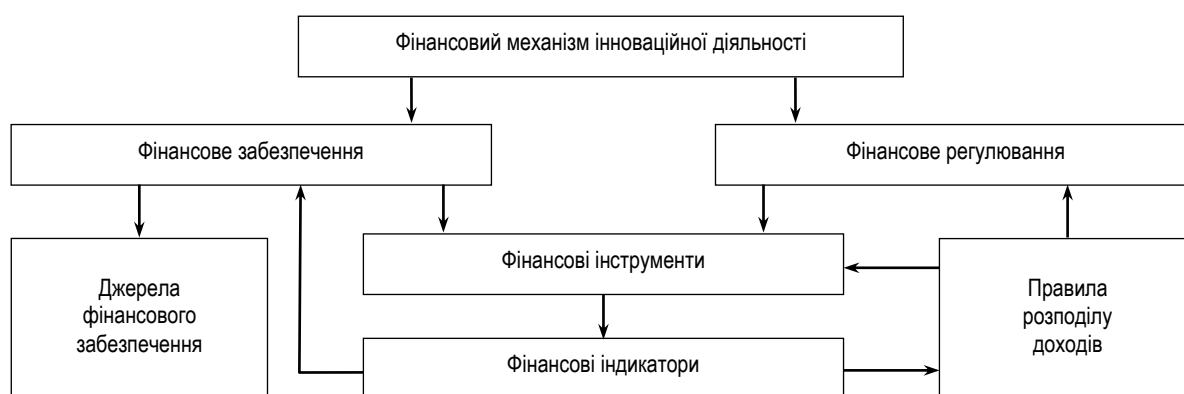 Фінансовий механізм інноваційної діяльності
Фінансове забезпечення
Фінансове регулювання
Фінансові інструменти
Джерела
фінансового
забезпечення
Правила
розподілу
доходів
Фінансові індикатори